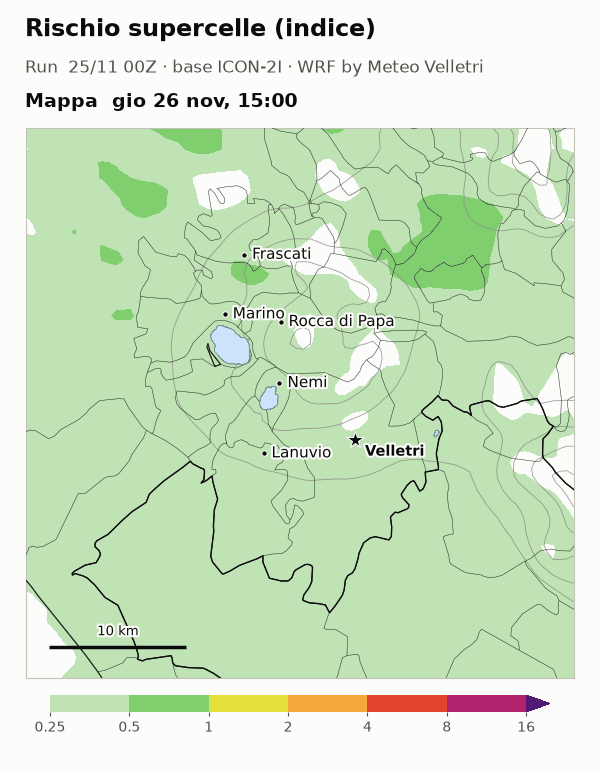 Rischio supercelle (indice)
Run  25/11 00Z · base ICON-2I · WRF by Meteo Velletri
Mappa  gio 26 nov, 15:00
Frascati
Marino
Rocca di Papa
Nemi
Velletri
Lanuvio
10 km
0.25 0.5 1 2 4 8 16